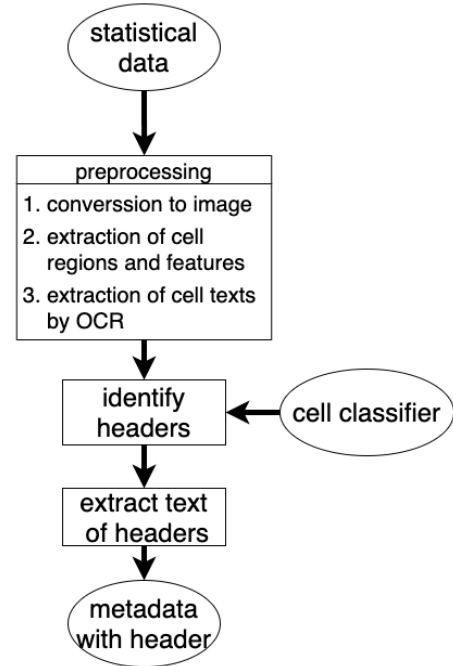 statistical
data
preprocessing
1. converssion to image
2. extraction of cell
regions and features
3. extraction of cell texts
by OCR
identify
headers
cell classifier
extract text
of headers
metadada
with header